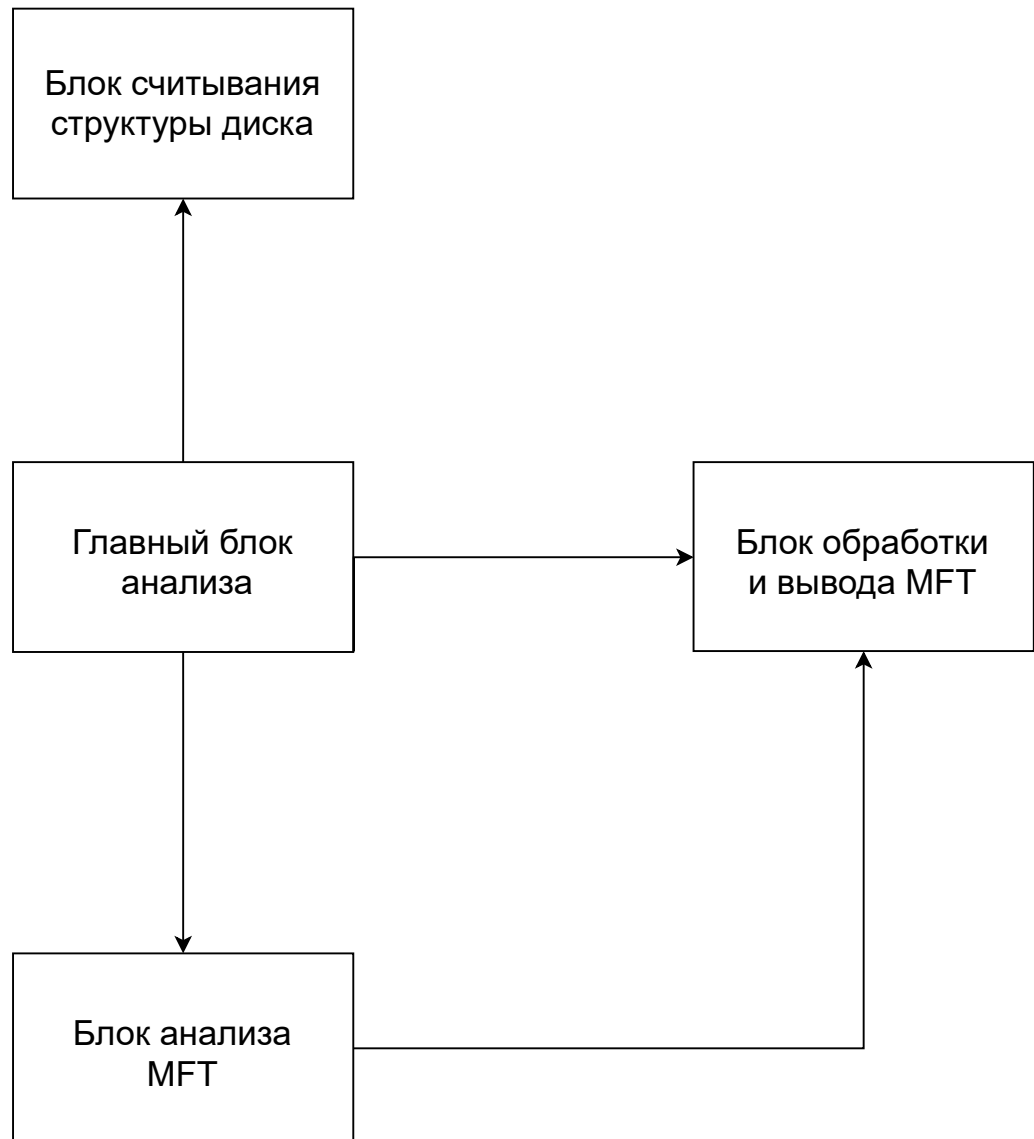 Блок считывания
структуры диска
Главный блок
анализа
Блок обработки
и вывода MFT
Блок анализа
MFT